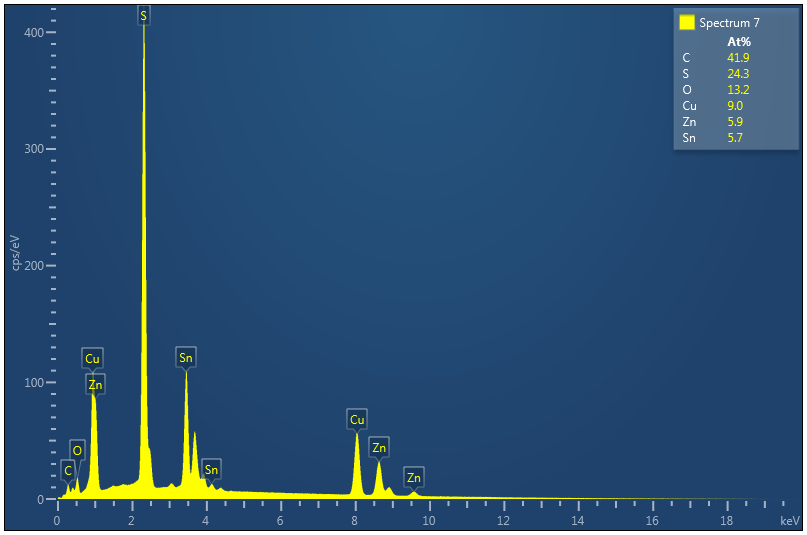 S
Spectrum 7
At%
C 41.9
S 24.3
O 13.2
Cu 9.0
Zn 5.9
Sn 5.7
400
300
200
100
0
cps/eV
Cu
Zn
Sn
Cu
O
Zn
C
Sn
Zn
0 2 4 6 8 10 12 14 16 18 keV